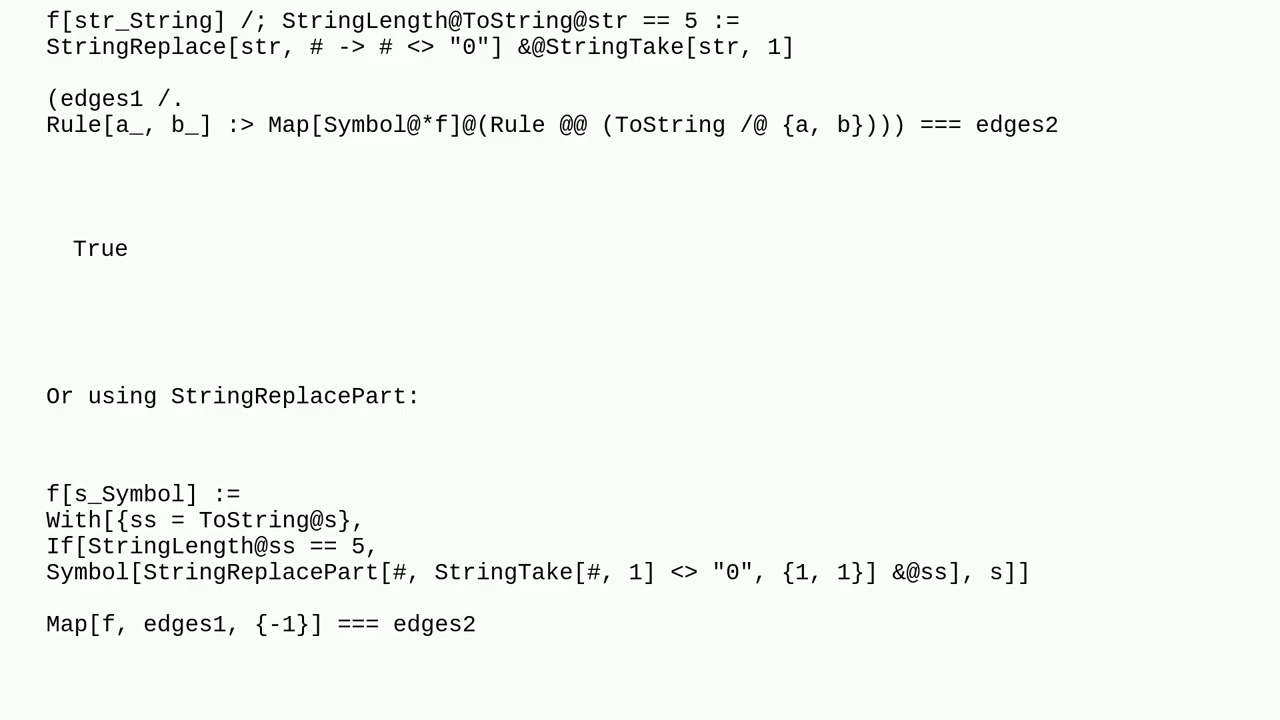 f[str_String] /; StringLength@ToString@str == 5 :=
StringReplace[str, # -> # <> "0"] &@StringTake[str, 1]
(edges1 /.
Rule[a_, b_] :> Map[Symbol@*f]@(Rule @@ (ToString /@ {a, b}))) === edges2
True
Or using StringReplacePart:
f[s_Symbol] :=
With[{ss = ToString@s},
If[StringLength@ss == 5,
Symbol[StringReplacePart[#, StringTake[#, 1] <> "0", {1, 1}] &@ss], s]]
Map[f, edges1, {-1}] === edges2